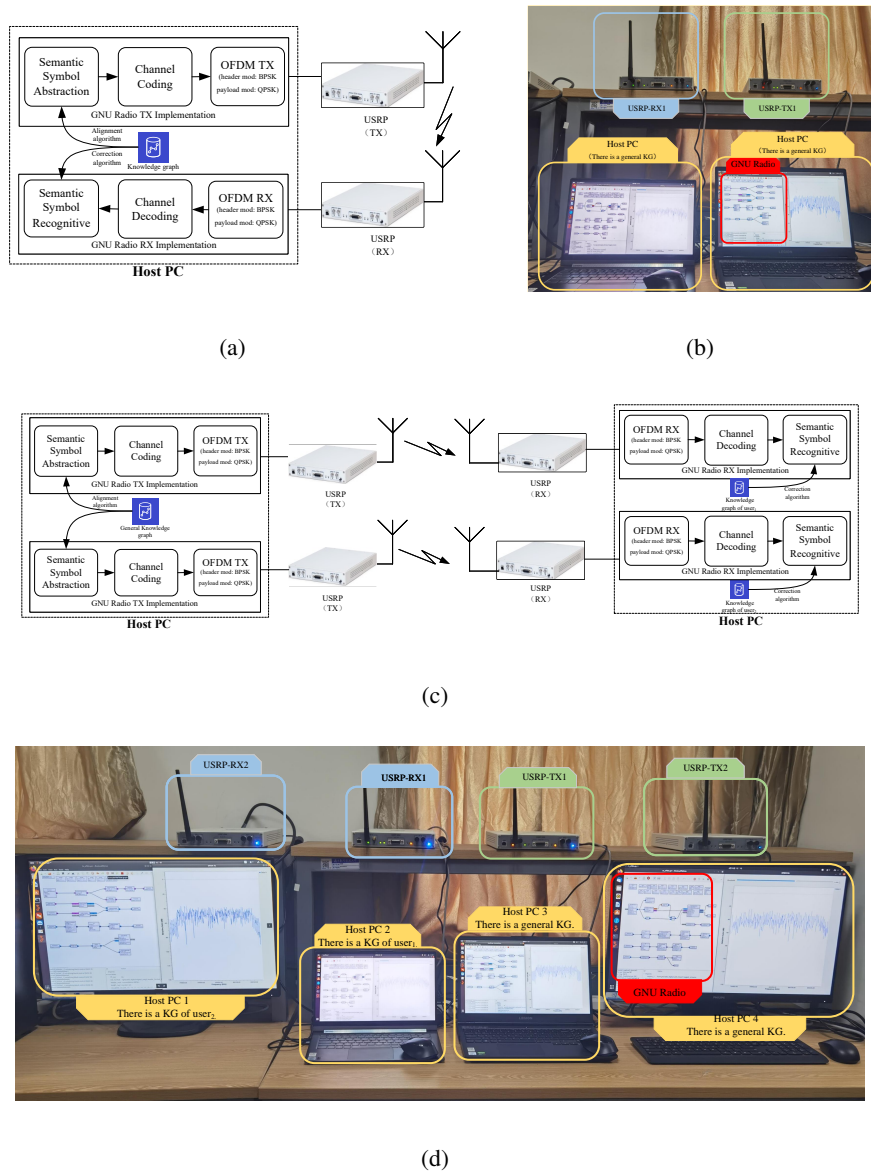 Semantic
Symbol
Abstraction
Channel
Coding
OFDM TX
(header mod: BPSK
payload mod: QPSK)
GNU Radio TX Implementation
Alignment
algorithm
Correction
algorithm
Knowledge graph
Semantic
Symbol
Recognitive
Channel
Decoding
OFDM RX
(header mod: BPSK
payload mod: QPSK)
GNU Radio RX Implementation
Host PC
USRP
(TX)
USRP
(RX)
(a)
USRP-RX1
USRP-TX1
Host PC
(There is a general KG)
Host PC
(There is a general KG)
GNU Radio
(b)
Semantic
Symbol
Abstraction
Channel
Coding
OFDM TX
(header mod: BPSK
payload mod: QPSK)
GNU Radio TX Implementation
Alignment
algorithm
General Knowledge
graph
Semantic
Symbol
Abstraction
Channel
Coding
OFDM TX
(header mod: BPSK
payload mod: QPSK)
GNU Radio TX Implementation
Host PC
USRP
(TX)
USRP
(TX)
USRP
(RX)
USRP
(RX)
OFDM RX
(header mod: BPSK
payload mod: QPSK)
Channel
Decoding
Semantic
Symbol
Recognitive
GNU Radio RX Implementation
Knowledge
graph of user1
Correction
algorithm
OFDM RX
(header mod: BPSK
payload mod: QPSK)
Channel
Decoding
Semantic
Symbol
Recognitive
GNU Radio RX Implementation
Knowledge
graph of user2
Correction
algorithm
Host PC
(c)
USRP-RX2
USRP-RX1
USRP-TX1
USRP-TX2
Host PC 1
There is a KG of user2.
Host PC 2
There is a KG of user1.
Host PC 3
There is a general KG.
GNU Radio
Host PC 4
There is a general KG.
(d)